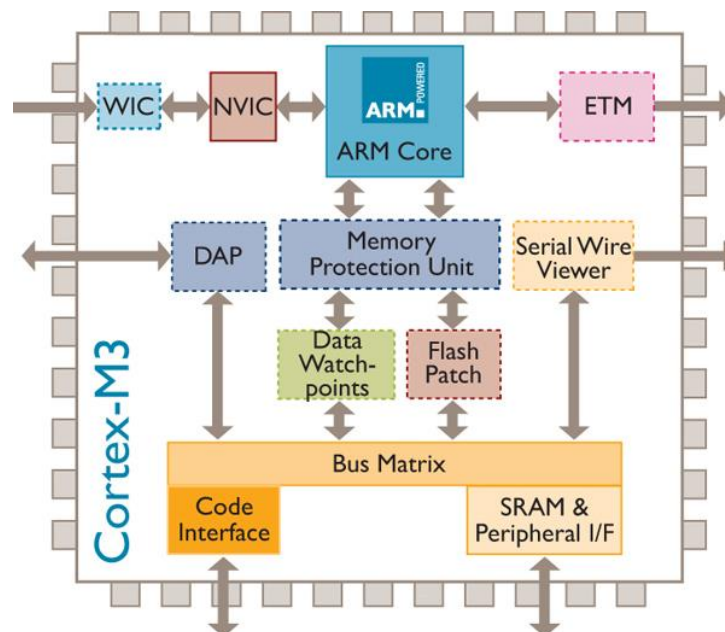 WIC
NVIC
ARM
POWERED
ARM Core
ETM
DAP
Memory
Protection Unit
Serial Wire
Viewer
Data
Watch-
points
Flash
Patch
Cortex-M3
Bus Matrix
Code
Interface
SRAM &
Peripheral I/F